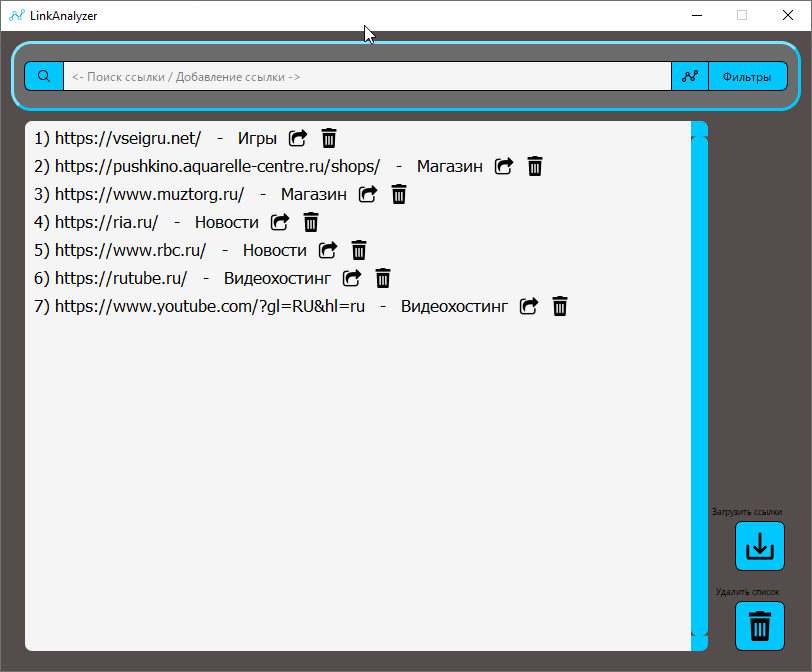 LinkAnalyzer
<- Поиск ссылки / Добавление ссылки ->
Фильтры
1) https://vseigru.net/ - Игры
2) https://pushkino.aquarelle-centre.ru/shops/ - Магазин
3) https://www.muztorg.ru/ - Магазин
4) https://ria.ru/ - Новости
5) https://www.rbc.ru/ - Новости
6) https://rutube.ru/ - Видеохостинг
7) https://www.youtube.com/?gl=RU&hl=ru - Видеохостинг
Загрузить ссылки
Удалить список